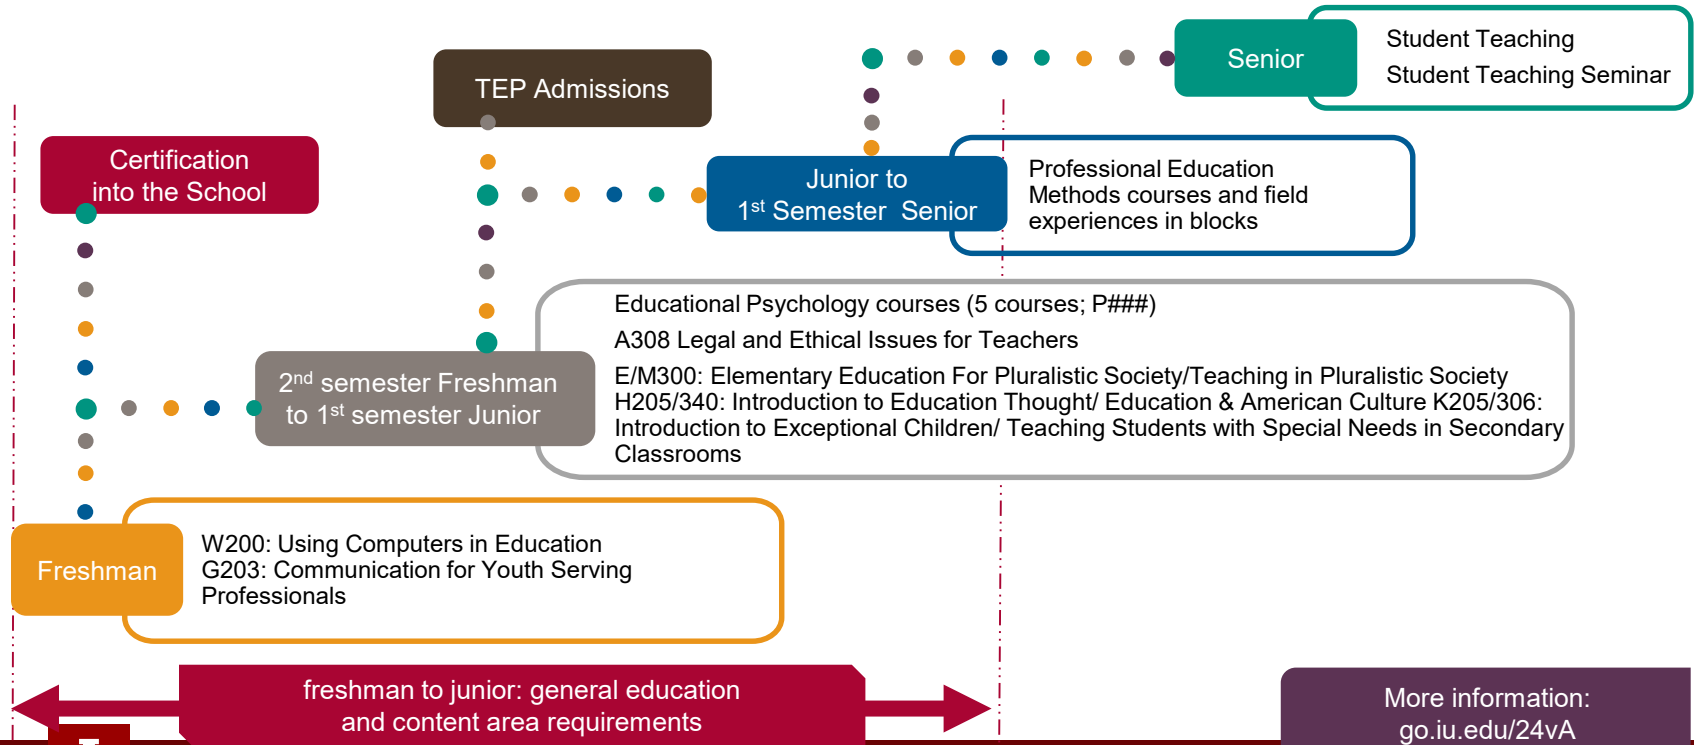 Student Teaching
Student Teaching Seminar
Senior
TEP Admissions
Certification
into the School
Junior to
1st Semester Senior
Professional Education
Methods courses and field
experiences in blocks
Educational Psychology courses (5 courses; P###)
A308 Legal and Ethical Issues for Teachers
E/M300: Elementary Education For Pluralistic Society/Teaching in Pluralistic Society
H205/340: Introduction to Education Thought/ Education & American Culture K205/306:
Introduction to Exceptional Children/ Teaching Students with Special Needs in Secondary
Classrooms
2nd semester Freshman
to 1st semester Junior
W200: Using Computers in Education
G203: Communication for Youth Serving
Professionals
Freshman
freshman to junior: general education
and content area requirements
More information:
go.iu.edu/24vA